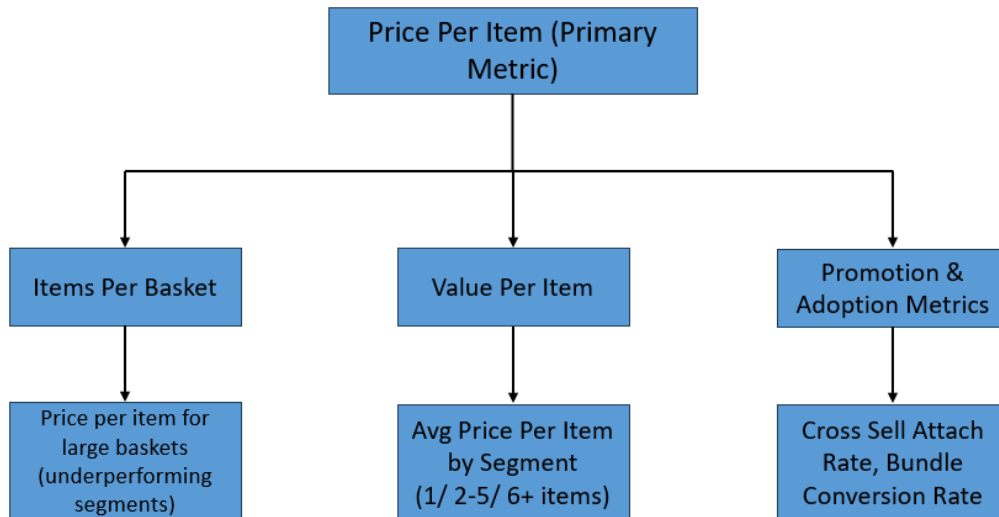 Price Per Item (Primary
Metric)
Items Per Basket
Value Per Item
Promotion &
Adoption Metrics
Price per item for
large baskets
(underperforming
segments)
Avg Price Per Item
by Segment
(1/ 2-5/ 6+ items)
Cross Sell Attach
Rate, Bundle
Conversion Rate